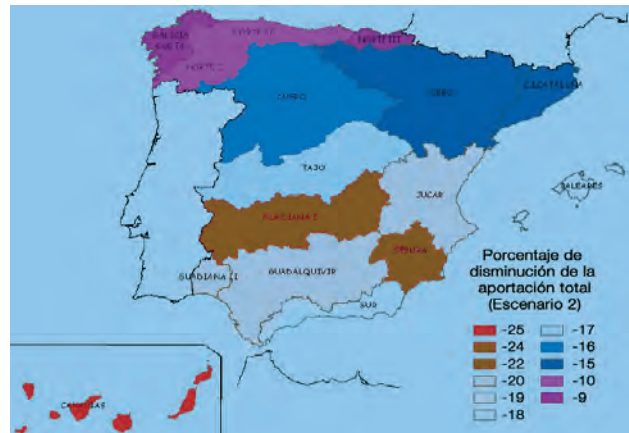 GALICIA
COSTA
NORTE II
NORTE III
NORTE I
DUERO
EBRO
C.I.CATALUÑA
TAJO
JUCAR
BALEARES
GUADIANA I
SEGURA
GUADIANA II
GUADALQUIVIR
SUR
CANARIAS
Porcentaje de
disminución de la
aportación total
(Escenario 2)
-25
-24
-22
-20
-19
-18
-17
-16
-15
-10
-9